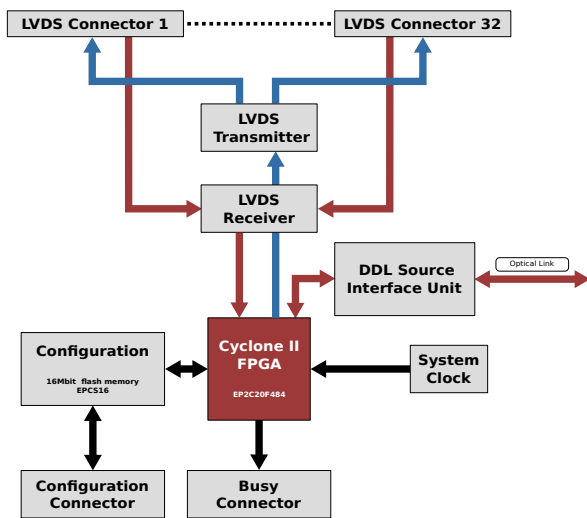 LVDS Connector 1
LVDS Connector 32
LVDS
Transmitter
LVDS
Receiver
DDL Source
Interface Unit
Optical Link
Cyclone II
FPGA
EP2C20F484
Configuration
16Mbit flash memory
EPCS16
System
Clock
Configuration
Connector
Busy
Connector